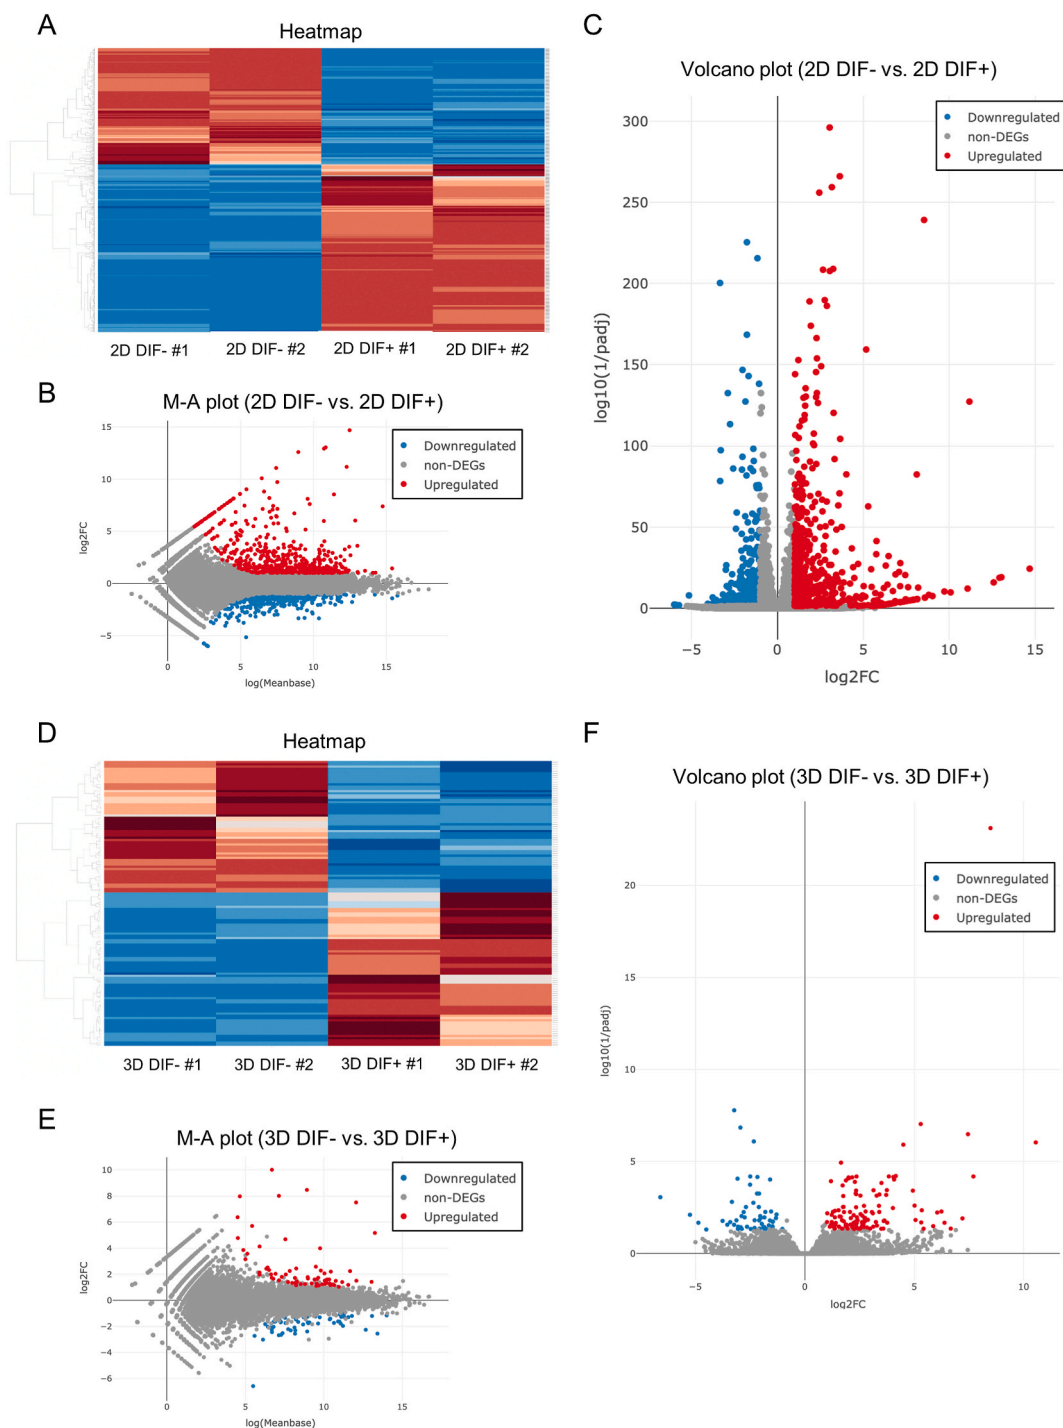 A
Heatmap
2D DIF- #1 2D DIF- #2 2D DIF+ #1 2D DIF+ #2
B
M-A plot (2D DIF- vs. 2D DIF+)
Downregulated
non-DEGs
Upregulated
15
10
5
0
−5
log2FC
0 5 10 15
log(Meanbase)
C
Volcano plot (2D DIF- vs. 2D DIF+)
Downregulated
non-DEGs
Upregulated
300
250
200
150
100
50
0
log10(1/padj)
−5 0 5 10 15
log2FC
D
Heatmap
3D DIF- #1 3D DIF- #2 3D DIF+ #1 3D DIF+ #2
E
M-A plot (3D DIF- vs. 3D DIF+)
Downregulated
non-DEGs
Upregulated
10
8
6
4
2
0
−2
−4
−6
log2FC
0 5 10 15
log(Meanbase)
F
Volcano plot (3D DIF- vs. 3D DIF+)
Downregulated
non-DEGs
Upregulated
20
15
10
5
0
log10(1/padj)
−5 0 5 10
log2FC